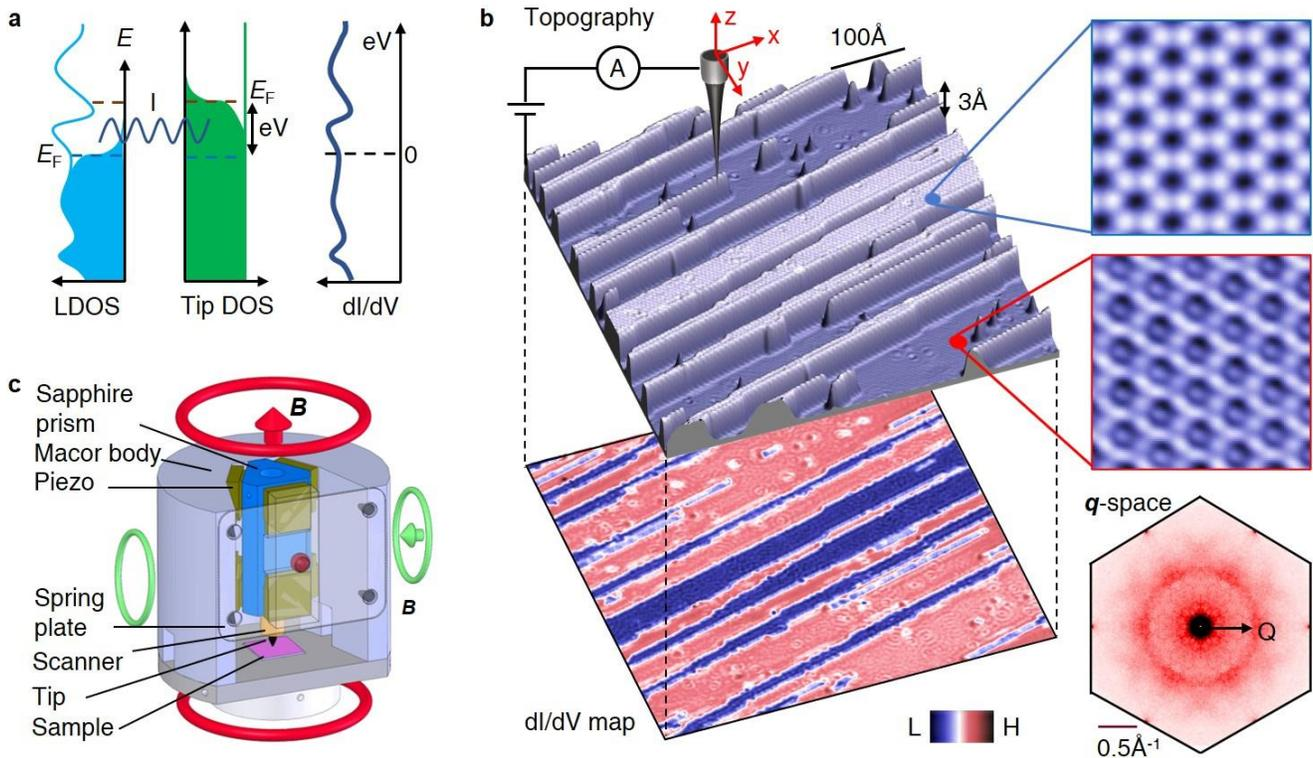 a
E
eV
I
E_F
eV
E_F
0
LDOS
Tip DOS
dI/dV
b
Topography
z
x
y
A
100Å
3Å
dI/dV map
L
H
q-space
Q
0.5Å⁻¹
c
Sapphire
prism
Macor body
Piezo
Spring
plate
Scanner
Tip
Sample
B
B